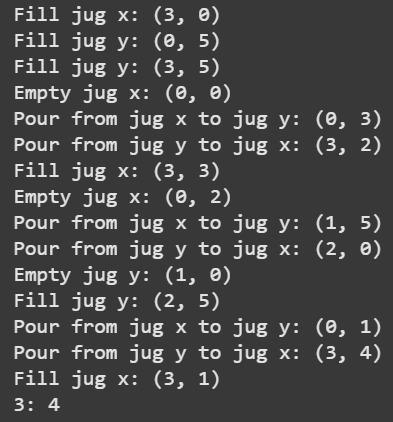 Fill jug x: (3, 0)
Fill jug y: (0, 5)
Fill jug y: (3, 5)
Empty jug x: (0, 0)
Pour from jug x to jug y: (0, 3)
Pour from jug y to jug x: (3, 2)
Fill jug x: (3, 3)
Empty jug x: (0, 2)
Pour from jug x to jug y: (1, 5)
Pour from jug y to jug x: (2, 0)
Empty jug y: (1, 0)
Fill jug y: (2, 5)
Pour from jug x to jug y: (0, 1)
Pour from jug y to jug x: (3, 4)
Fill jug x: (3, 1)
3: 4